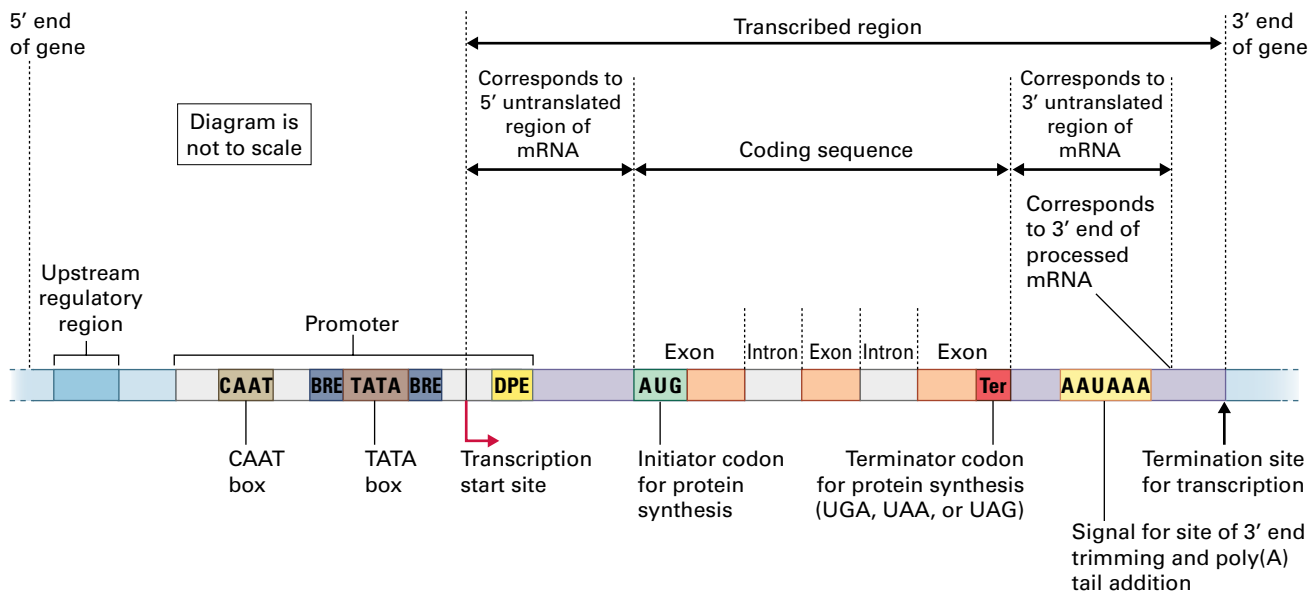 5′ end
of gene
Transcribed region
3′ end
of gene
Diagram is
not to scale
Corresponds to
5′ untranslated
region of
mRNA
Coding sequence
Corresponds to
3′ untranslated
region of
mRNA
Corresponds
to 3′ end of
processed
mRNA
Upstream
regulatory
region
Promoter
Exon
Intron
Exon
Intron
Exon
CAAT
BRE
TATA
BRE
DPE
AUG
Ter
AAUAAA
CAAT
box
TATA
box
Transcription
start site
Initiator codon
for protein
synthesis
Terminator codon
for protein synthesis
(UGA, UAA, or UAG)
Termination site
for transcription
Signal for site of 3′ end
trimming and poly(A)
tail addition